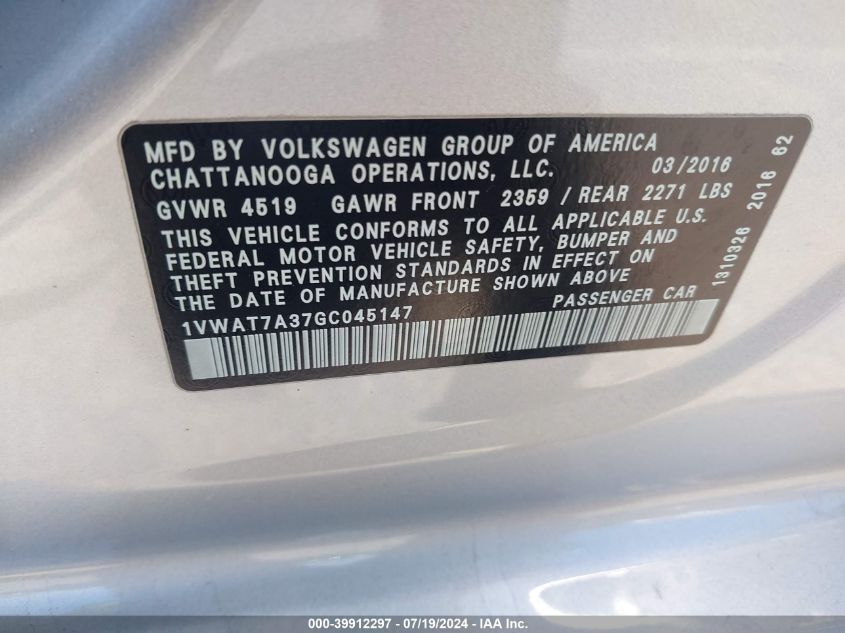 MFD BY VOLKSWAGEN GROUP OF AMERICA
CHATTANOOGA OPERATIONS, LLC. 03/2016
GVWR 4519 GAWR FRONT 2359 / REAR 2271 LBS
THIS VEHICLE CONFORMS TO ALL APPLICABLE U.S.
FEDERAL MOTOR VEHICLE SAFETY, BUMPER AND
THEFT PREVENTION STANDARDS IN EFFECT ON
THE DATE OF MANUFACTURE SHOWN ABOVE
1VWAT7A37GC045147 PASSENGER CAR
1310326 2016 62
000-39912297 - 07/19/2024 - IAA Inc.